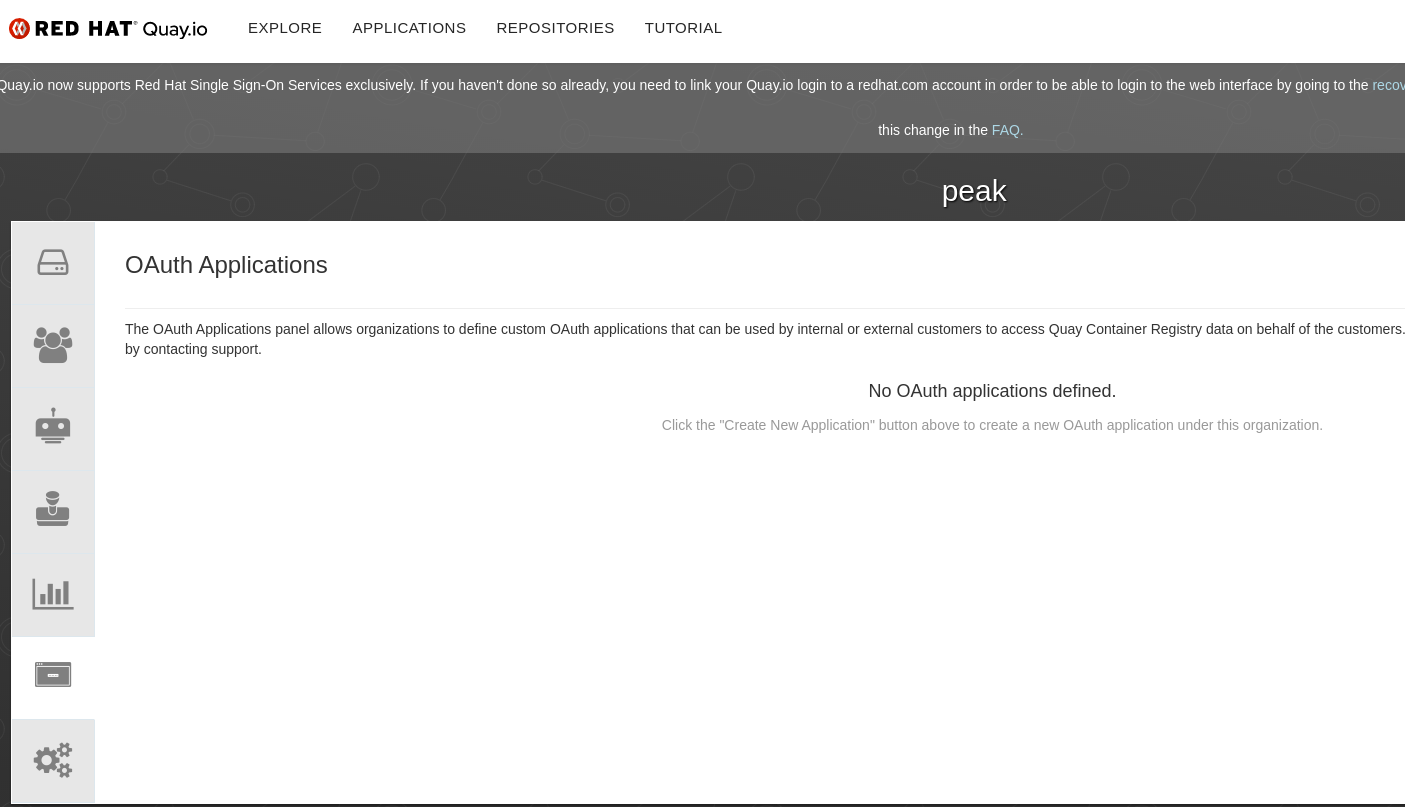 RED HAT® Quay.io EXPLORE APPLICATIONS REPOSITORIES TUTORIAL
Quay.io now supports Red Hat Single Sign-On Services exclusively. If you haven't done so already, you need to link your Quay.io login to a redhat.com account in order to be able to login to the web interface by going to the recov
this change in the FAQ.
peak
OAuth Applications
The OAuth Applications panel allows organizations to define custom OAuth applications that can be used by internal or external customers to access Quay Container Registry data on behalf of the customers.
by contacting support.
No OAuth applications defined.
Click the "Create New Application" button above to create a new OAuth application under this organization.